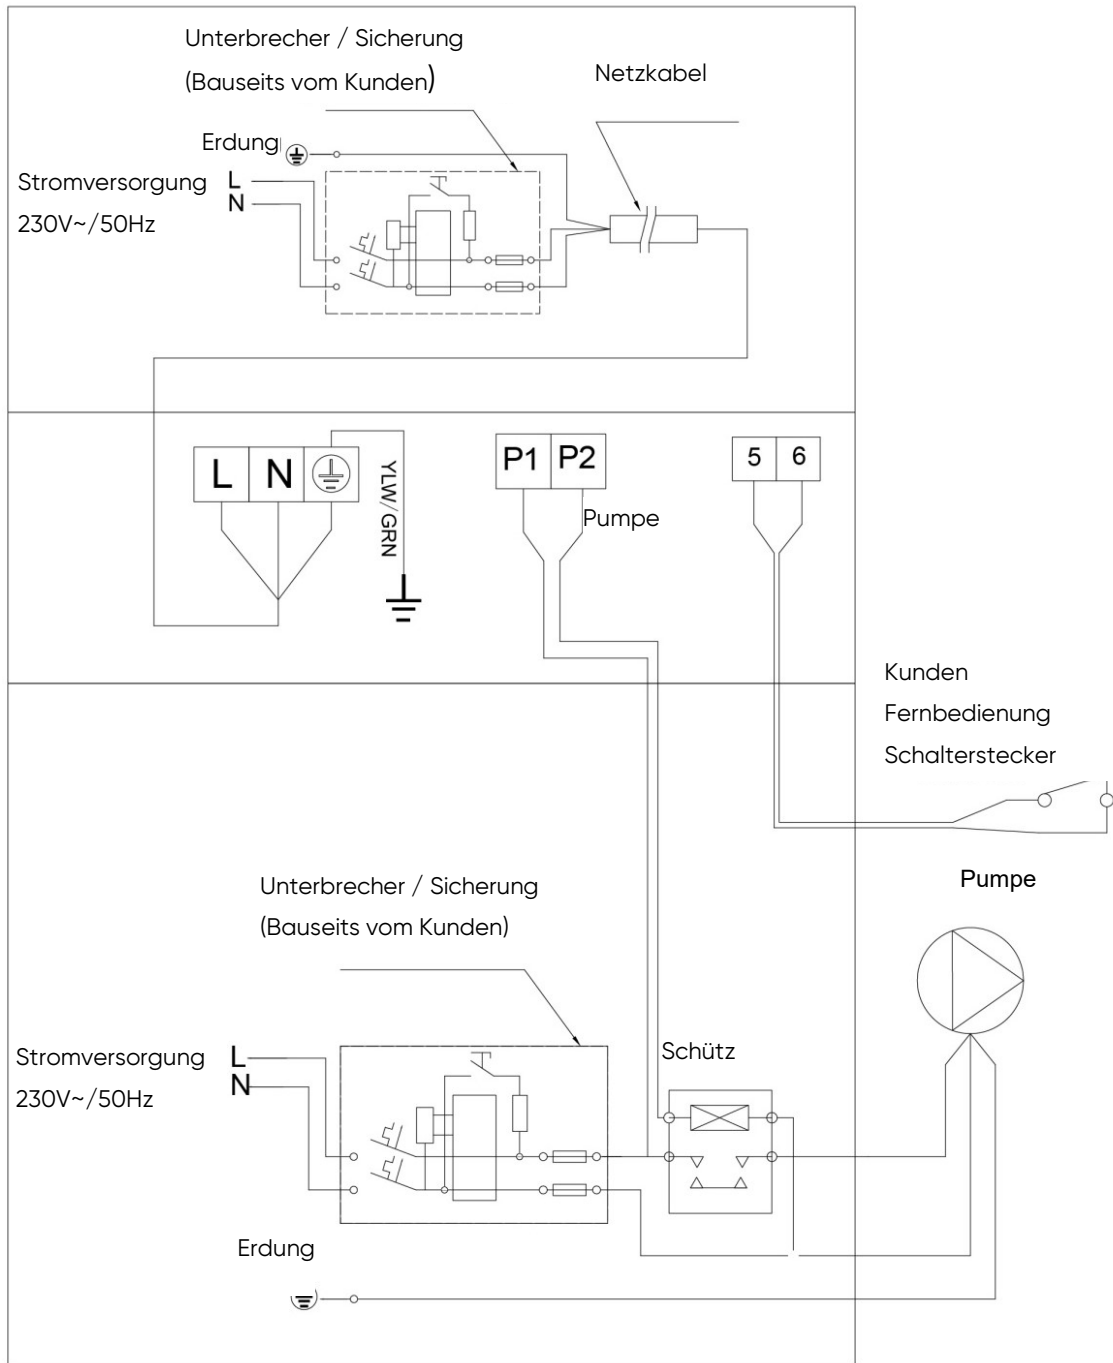 Unterbrecher / Sicherung
(Bauseits vom Kunden)
Netzkabel
Erdung
Stromversorgung L
230V~/50Hz N
L N
YLW/GRN
P1 P2
Pumpe
5 6
Kunden
Fernbedienung
Schalterstecker
Unterbrecher / Sicherung
(Bauseits vom Kunden)
Pumpe
Stromversorgung L
230V~/50Hz N
Schütz
Erdung